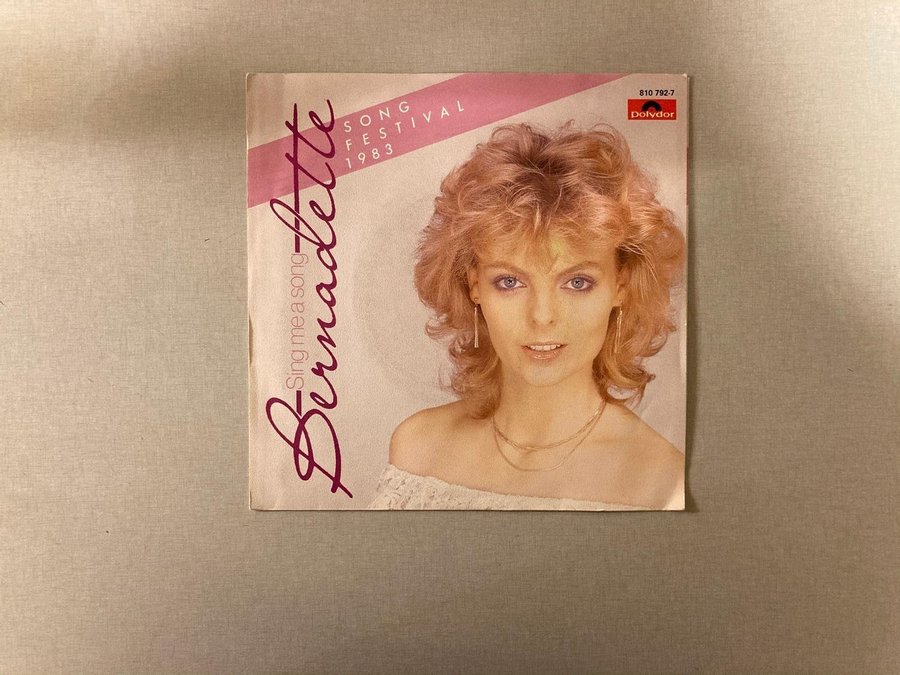 SONG
FESTIVAL
1983
810 792-7
polydor
Bernadette
Sing me a song